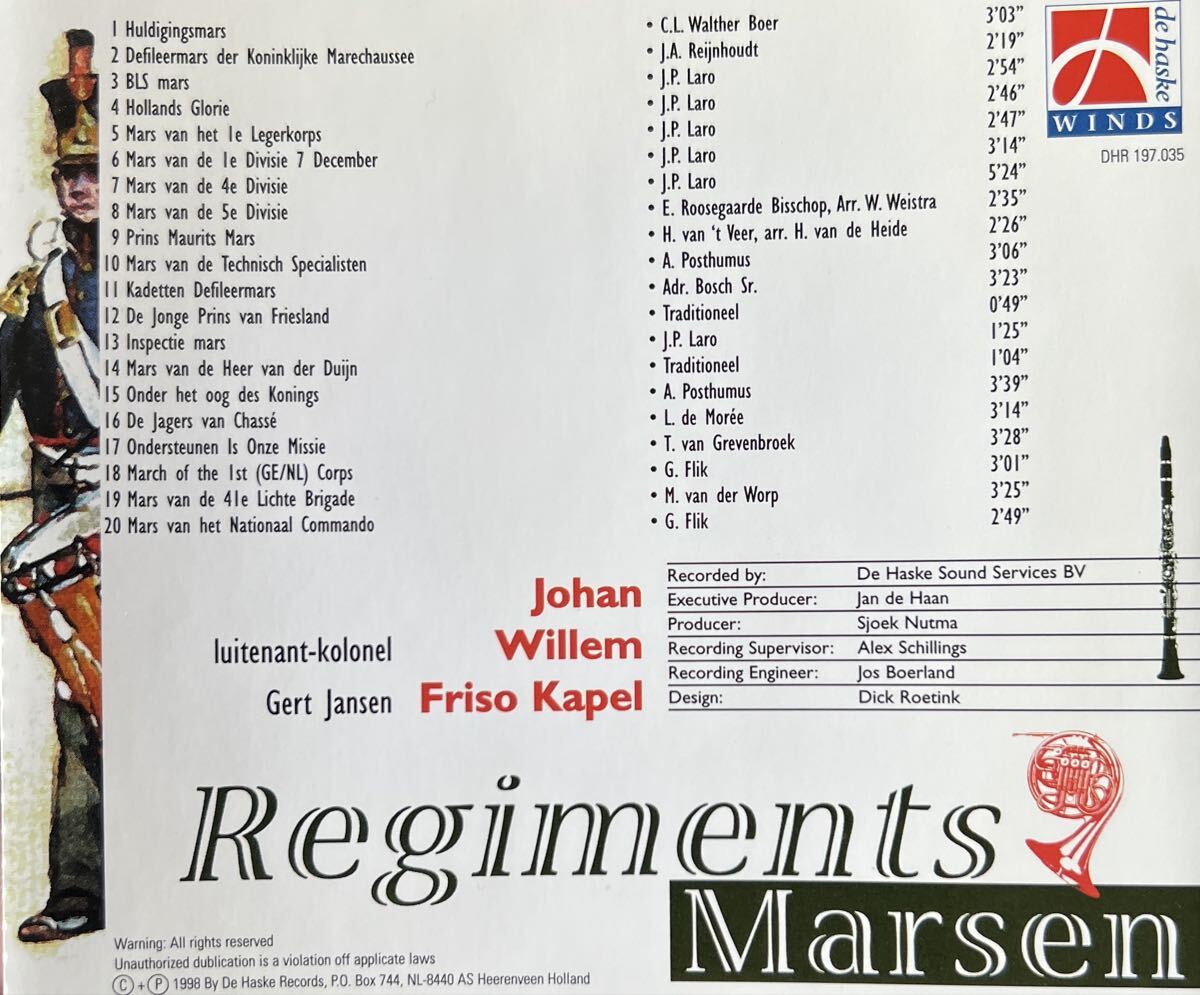 1 Huldigingsmars • C.L. Walther Boer 3’03”
2 Defileermars der Koninklijke Marechaussee • J.A. Reijnhoudt 2’19”
3 BLS mars • J.P. Laro 2’54”
4 Hollands Glorie • J.P. Laro 2’46”
5 Mars van het 1e Legerkorps • J.P. Laro 2’47”
6 Mars van de 1e Divisie 7 December • J.P. Laro 3’14”
7 Mars van de 4e Divisie • J.P. Laro 5’24”
8 Mars van de 5e Divisie • E. Roosegaarde Bisschop, Arr. W. Weistra 2’35”
9 Prins Maurits Mars • H. van ‘t Veer, arr. H. van de Heide 2’26”
10 Mars van de Technisch Specialisten • A. Posthumus 3’06”
11 Kadetten Defileermars • Adr. Bosch Sr. 3’23”
12 De Jonge Prins van Friesland • Traditioneel 0’49”
13 Inspectie mars • J.P. Laro 1’25”
14 Mars van de Heer van der Duijn • Traditioneel 1’04”
15 Onder het oog des Konings • A. Posthumus 3’39”
16 De Jagers van Chassé • L. de Morée 3’14”
17 Ondersteunen Is Onze Missie • T. van Grevenbroek 3’28”
18 March of the 1st (GE/NL) Corps • G. Flik 3’01”
19 Mars van de 41e Lichte Brigade • M. van der Worp 3’25”
20 Mars van het Nationaal Commando • G. Flik 2’49”
de haske
WINDS
DHR 197.035
Johan
Willem
Friso Kapel
luitenant-kolonel
Gert Jansen
Recorded by: De Haske Sound Services BV
Executive Producer: Jan de Haan
Producer: Sjoek Nutma
Recording Supervisor: Alex Schillings
Recording Engineer: Jos Boerland
Design: Dick Roetink
Regiments
Marsen
Warning: All rights reserved
Unauthorized dublication is a violation off applicate laws
Ⓒ + Ⓟ 1998 By De Haske Records, P.O. Box 744, NL-8440 AS Heerenveen Holland